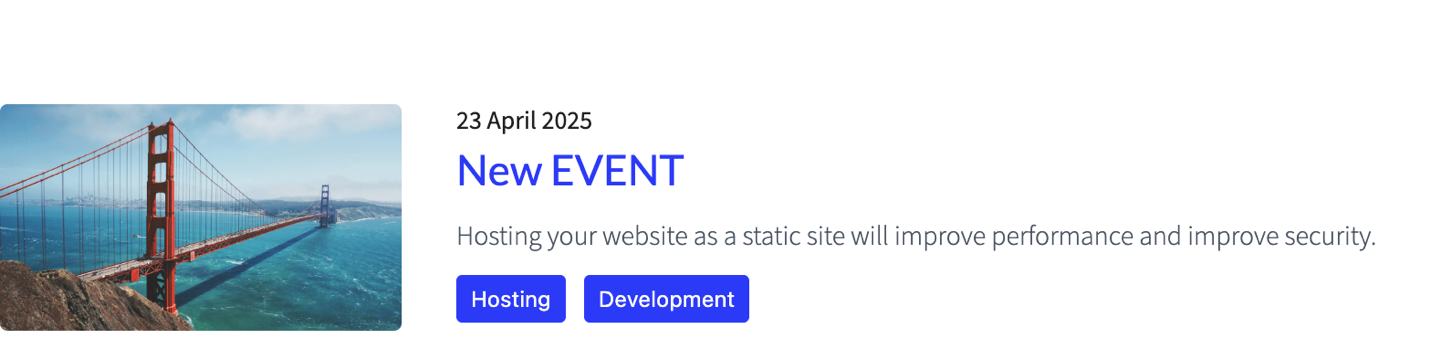 23 April 2025
New EVENT
Hosting your website as a static site will improve performance and improve security.
Hosting
Development